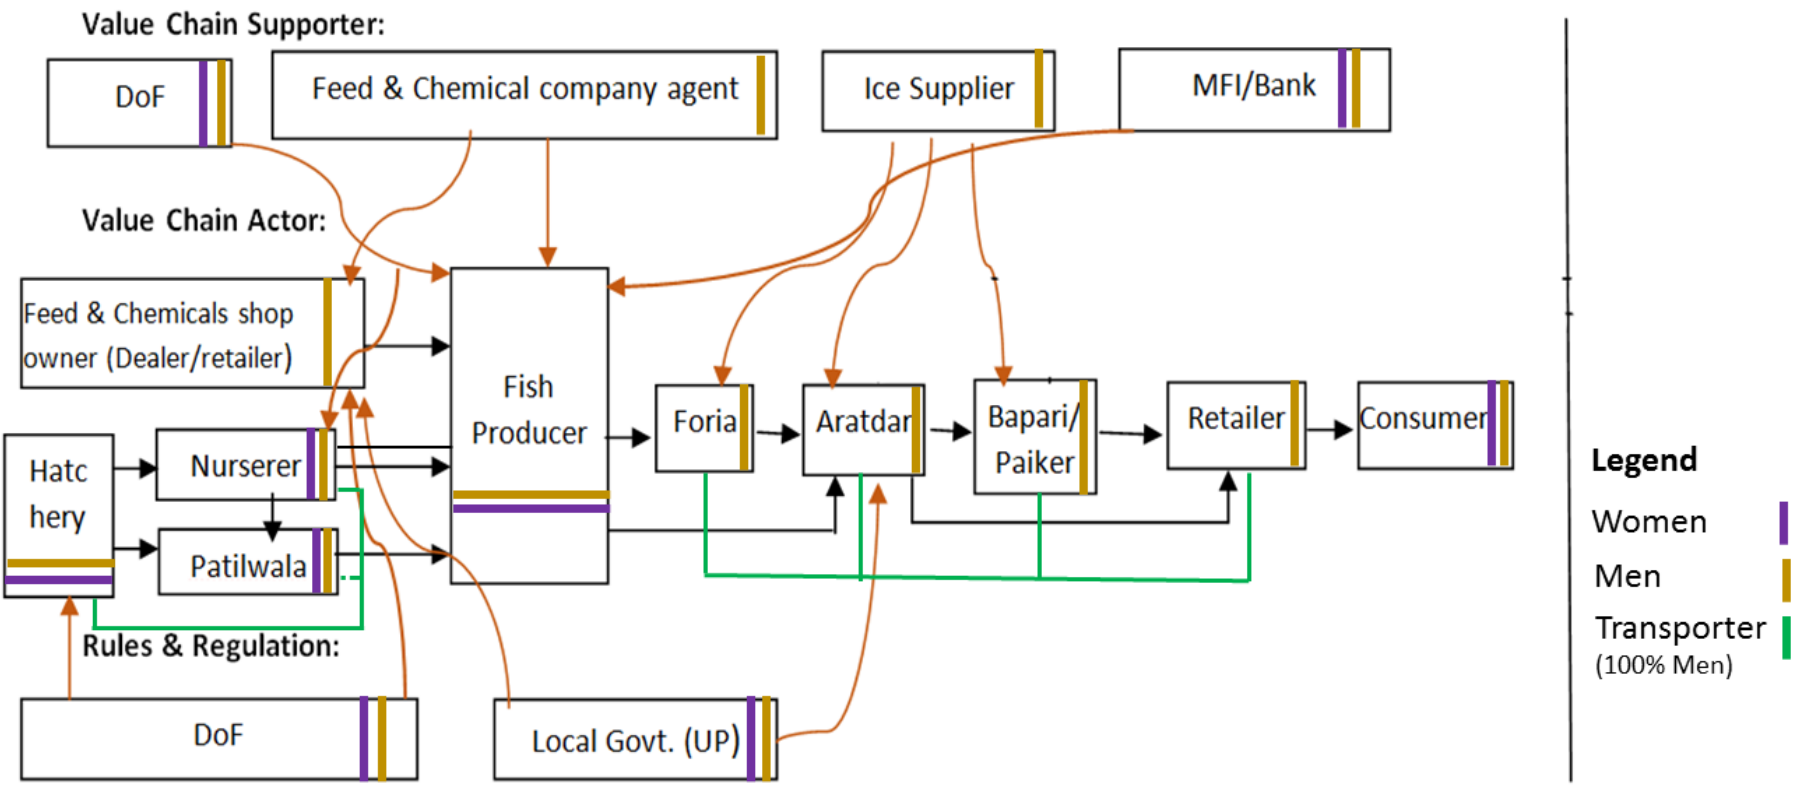 Value Chain Supporter:
DoF
Feed & Chemical company agent
Ice Supplier
MFI/Bank
Value Chain Actor:
Feed & Chemicals shop
owner (Dealer/retailer)
Fish
Producer
Foria
Aratdar
Bapari/
Paiker
Retailer
Consumer
Hatc
hery
Nurserer
Patilwala
Rules & Regulation:
DoF
Local Govt. (UP)
Legend
Women
Men
Transporter
(100% Men)